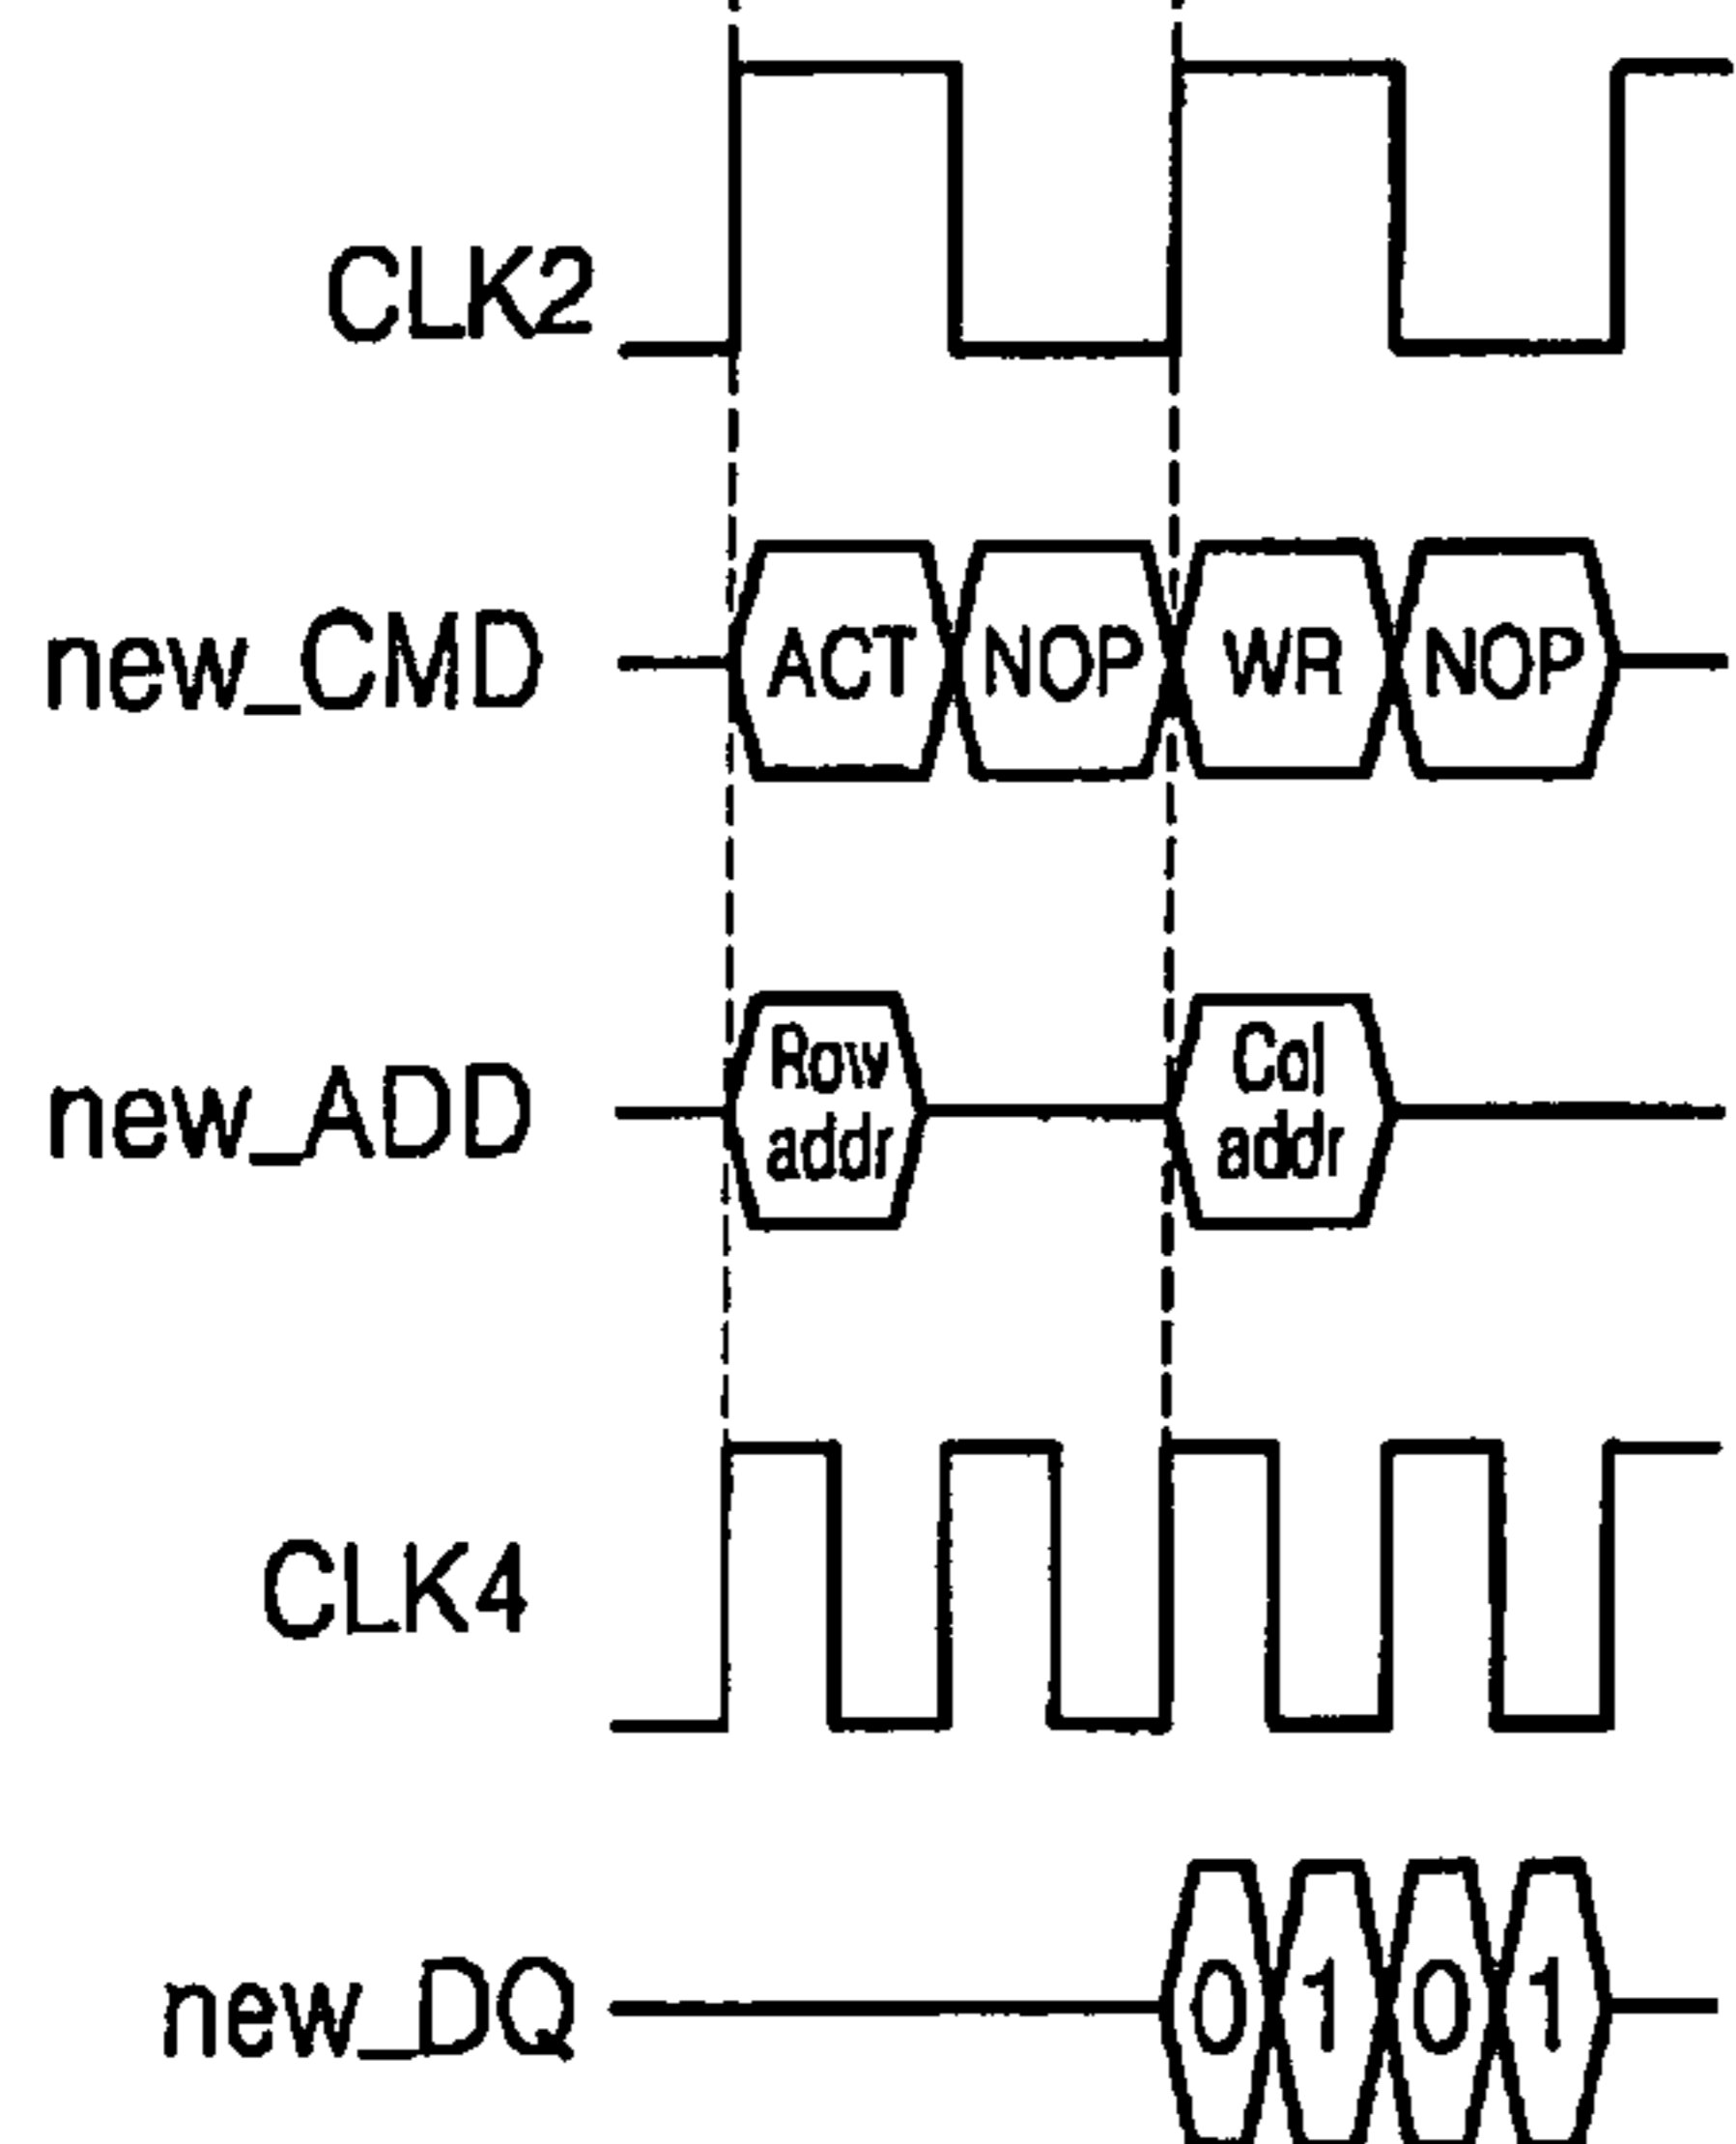 CLK2
new_CMD ACT NOP WR NOP
new_ADD Row addr Col addr
CLK4
new_DQ 0 1 0 1